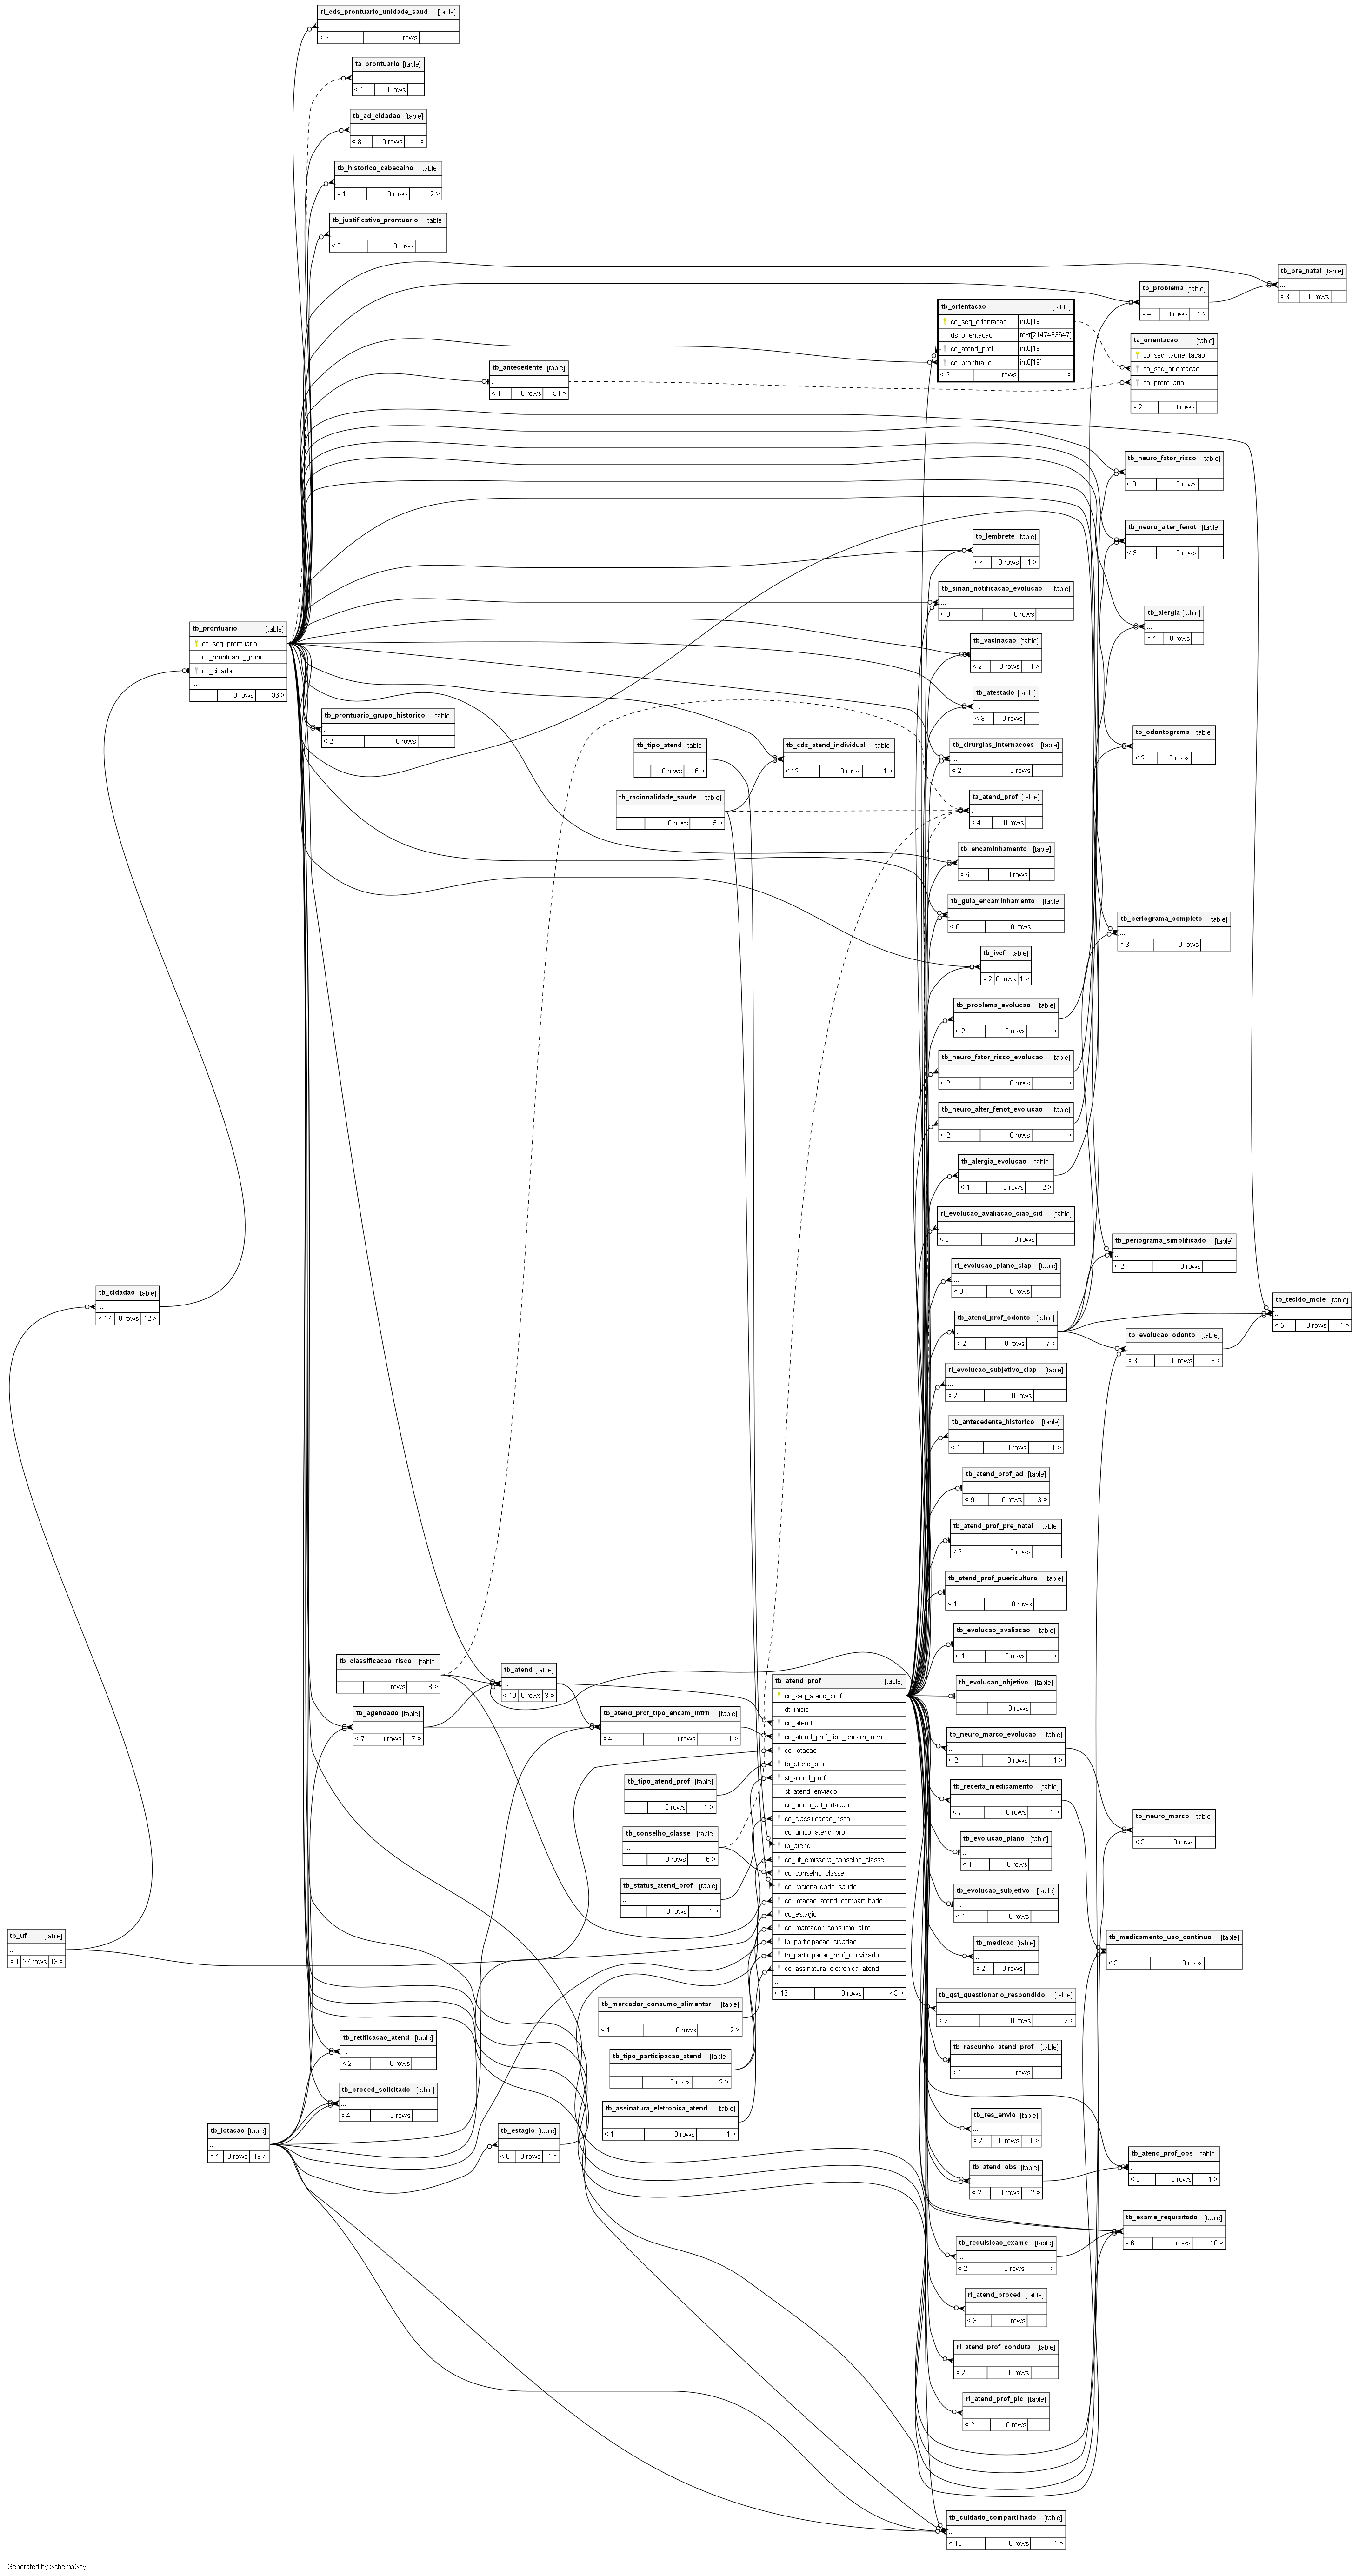 rl_cds_prontuario_unidade_saud [table]
...
< 2 0 rows
ta_prontuario [table]
...
< 1 0 rows
tb_ad_cidadao [table]
...
< 8 0 rows 1 >
tb_historico_cabecalho [table]
...
< 1 0 rows 2 >
tb_justificativa_prontuario [table]
...
< 3 0 rows
tb_pre_natal [table]
...
< 3 0 rows
tb_problema [table]
...
< 4 0 rows 1 >
tb_orientacao [table]
co_seq_orientacao int8[19]
ds_orientacao text[2147483647]
co_atend_prof int8[19]
co_prontuario int8[19]
< 2 0 rows 1 >
ta_orientacao [table]
co_seq_taorientacao
co_seq_orientacao
co_prontuario
...
< 2 0 rows
tb_antecedente [table]
...
< 1 0 rows 54 >
tb_neuro_fator_risco [table]
...
< 3 0 rows
tb_neuro_alter_fenot [table]
...
< 3 0 rows
tb_lembrete [table]
...
< 4 0 rows 1 >
tb_sinan_notificacao_evolucao [table]
...
< 3 0 rows
tb_alergia [table]
...
< 4 0 rows
tb_prontuario [table]
co_seq_prontuario
co_prontuario_grupo
co_cidadao
...
< 1 0 rows 36 >
tb_vacinacao [table]
...
< 2 0 rows 1 >
tb_atestado [table]
...
< 3 0 rows
tb_prontuario_grupo_historico [table]
...
< 2 0 rows
tb_odontograma [table]
...
< 2 0 rows 1 >
tb_tipo_atend [table]
...
0 rows 6 >
tb_cds_atend_individual [table]
...
< 12 0 rows 4 >
tb_cirurgias_internacoes [table]
...
< 2 0 rows
tb_racionalidade_saude [table]
...
0 rows 5 >
ta_atend_prof [table]
...
< 4 0 rows
tb_encaminhamento [table]
...
< 6 0 rows
tb_guia_encaminhamento [table]
...
< 6 0 rows
tb_periograma_completo [table]
...
< 3 0 rows
tb_ivcf [table]
...
< 2 0 rows 1 >
tb_problema_evolucao [table]
...
< 2 0 rows 1 >
tb_neuro_fator_risco_evolucao [table]
...
< 2 0 rows 1 >
tb_neuro_alter_fenot_evolucao [table]
...
< 2 0 rows 1 >
tb_alergia_evolucao [table]
...
< 4 0 rows 2 >
rl_evolucao_avaliacao_ciap_cid [table]
...
< 3 0 rows
tb_periograma_simplificado [table]
...
< 2 0 rows
rl_evolucao_plano_ciap [table]
...
< 3 0 rows
tb_cidadao [table]
...
< 17 0 rows 12 >
tb_tecido_mole [table]
...
< 5 0 rows 1 >
tb_atend_prof_odonto [table]
...
< 2 0 rows 7 >
tb_evolucao_odonto [table]
...
< 3 0 rows 3 >
rl_evolucao_subjetivo_ciap [table]
...
< 2 0 rows
tb_antecedente_historico [table]
...
< 1 0 rows 1 >
tb_atend_prof_ad [table]
...
< 9 0 rows 3 >
tb_atend_prof_pre_natal [table]
...
< 2 0 rows
tb_atend_prof_puericultura [table]
...
< 1 0 rows
tb_evolucao_avaliacao [table]
...
< 1 0 rows 1 >
tb_classificacao_risco [table]
...
0 rows 8 >
tb_atend [table]
...
< 10 0 rows 3 >
tb_evolucao_objetivo [table]
...
< 1 0 rows
tb_agendado [table]
...
< 7 0 rows 7 >
tb_atend_prof_tipo_encam_intrn [table]
...
< 4 0 rows 1 >
tb_atend_prof [table]
co_seq_atend_prof
dt_inicio
co_atend
co_atend_prof_tipo_encam_intrn
co_lotacao
tp_atend_prof
st_atend_prof
st_atend_enviado
co_unico_ad_cidadao
co_classificacao_risco
co_unico_atend_prof
tp_atend
co_uf_emissora_conselho_classe
co_conselho_classe
co_racionalidade_saude
co_lotacao_atend_compartilhado
co_estagio
co_marcador_consumo_alim
tp_participacao_cidadao
tp_participacao_prof_convidado
co_assinatura_eletronica_atend
...
< 16 0 rows 43 >
tb_neuro_marco_evolucao [table]
...
< 2 0 rows 1 >
tb_tipo_atend_prof [table]
...
0 rows 1 >
tb_receita_medicamento [table]
...
< 7 0 rows 1 >
tb_neuro_marco [table]
...
< 3 0 rows
tb_conselho_classe [table]
...
0 rows 6 >
tb_evolucao_plano [table]
...
< 1 0 rows
tb_status_atend_prof [table]
...
0 rows 1 >
tb_evolucao_subjetivo [table]
...
< 1 0 rows
tb_uf [table]
...
< 1 27 rows 13 >
tb_medicao [table]
...
< 2 0 rows
tb_medicamento_uso_continuo [table]
...
< 3 0 rows
tb_marcador_consumo_alimentar [table]
...
< 1 0 rows 2 >
tb_qst_questionario_respondido [table]
...
< 2 0 rows 2 >
tb_retificacao_atend [table]
...
< 2 0 rows
tb_tipo_participacao_atend [table]
...
0 rows 2 >
tb_rascunho_atend_prof [table]
...
< 1 0 rows
tb_proced_solicitado [table]
...
< 4 0 rows
tb_assinatura_eletronica_atend [table]
...
< 1 0 rows 1 >
tb_lotacao [table]
...
< 4 0 rows 18 >
tb_estagio [table]
...
< 6 0 rows 1 >
tb_res_envio [table]
...
< 2 0 rows 1 >
tb_atend_prof_obs [table]
...
< 2 0 rows 1 >
tb_atend_obs [table]
...
< 2 0 rows 2 >
tb_exame_requisitado [table]
...
< 6 0 rows 10 >
tb_requisicao_exame [table]
...
< 2 0 rows 1 >
rl_atend_proced [table]
...
< 3 0 rows
rl_atend_prof_conduta [table]
...
< 2 0 rows
rl_atend_prof_pic [table]
...
< 2 0 rows
tb_cuidado_compartilhado [table]
...
< 15 0 rows 1 >
Generated by SchemaSpy